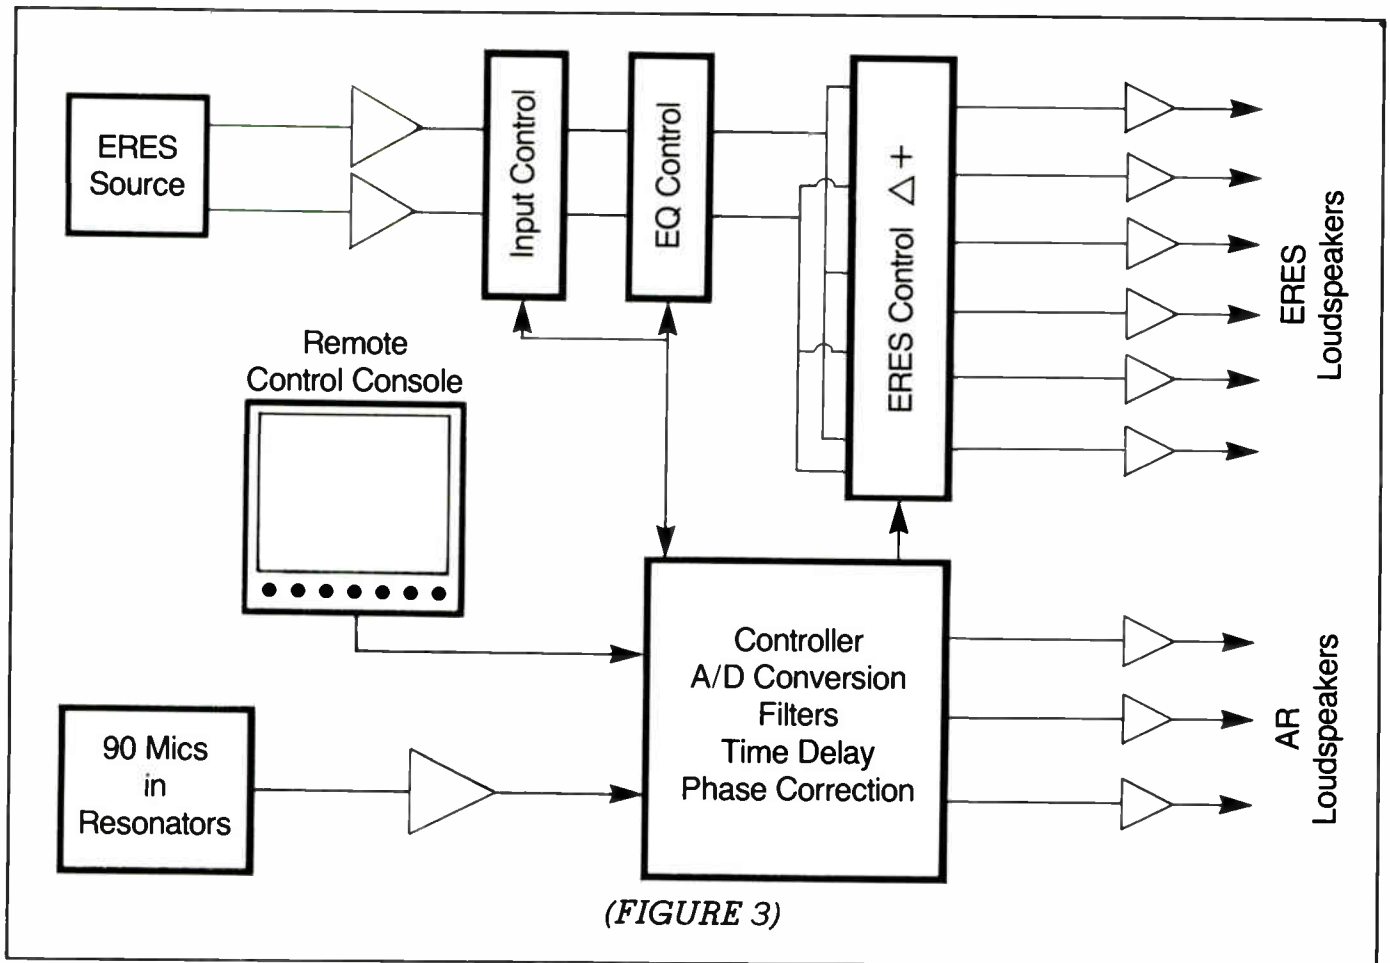 ERES
Source
Input Control
EQ Control
ERES Control △ +
ERES
Loudspeakers
Remote
Control Console
90 Mics
in
Resonators
Controller
A/D Conversion
Filters
Time Delay
Phase Correction
AR
Loudspeakers
(FIGURE 3)